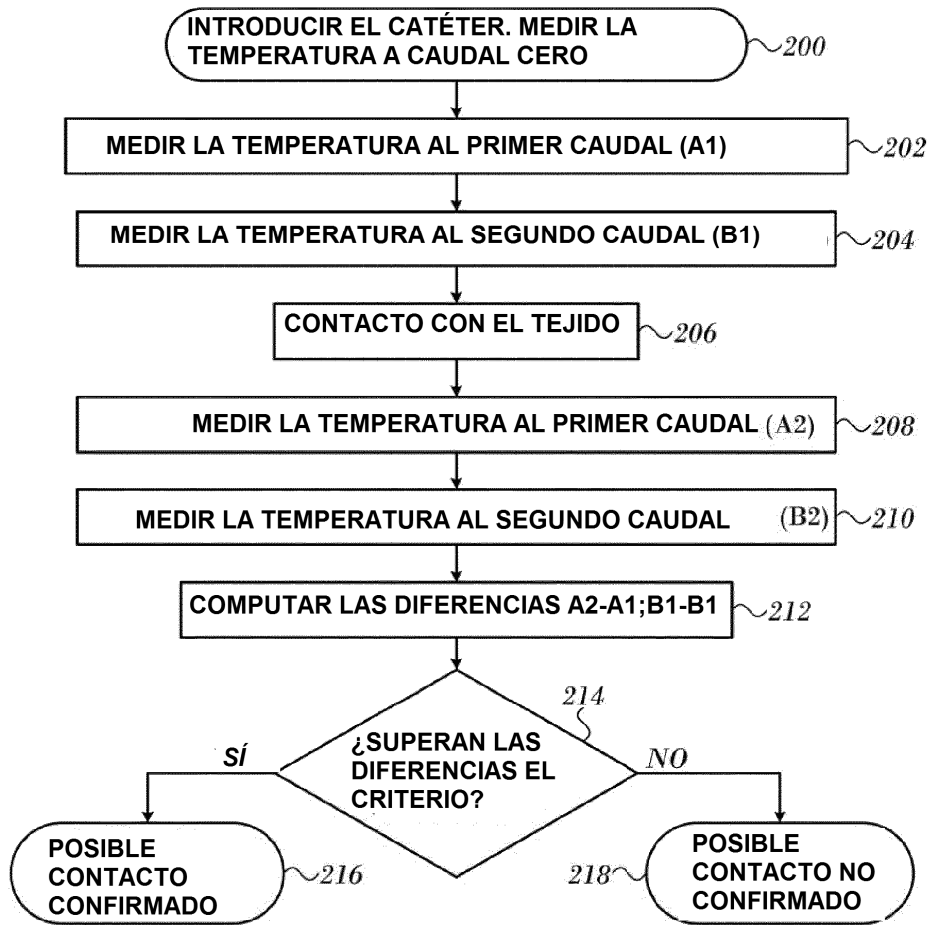 INTRODUCIR EL CATÉTER. MEDIR LA
TEMPERATURA A CAUDAL CERO
200
MEDIR LA TEMPERATURA AL PRIMER CAUDAL (A1)
202
MEDIR LA TEMPERATURA AL SEGUNDO CAUDAL (B1)
204
CONTACTO CON EL TEJIDO
206
MEDIR LA TEMPERATURA AL PRIMER CAUDAL (A2)
208
MEDIR LA TEMPERATURA AL SEGUNDO CAUDAL (B2)
210
COMPUTAR LAS DIFERENCIAS A2-A1;B1-B1
212
214
¿SUPERAN LAS
DIFERENCIAS EL
CRITERIO?
SÍ
NO
POSIBLE
CONTACTO
CONFIRMADO
216
POSIBLE
CONTACTO NO
CONFIRMADO
218